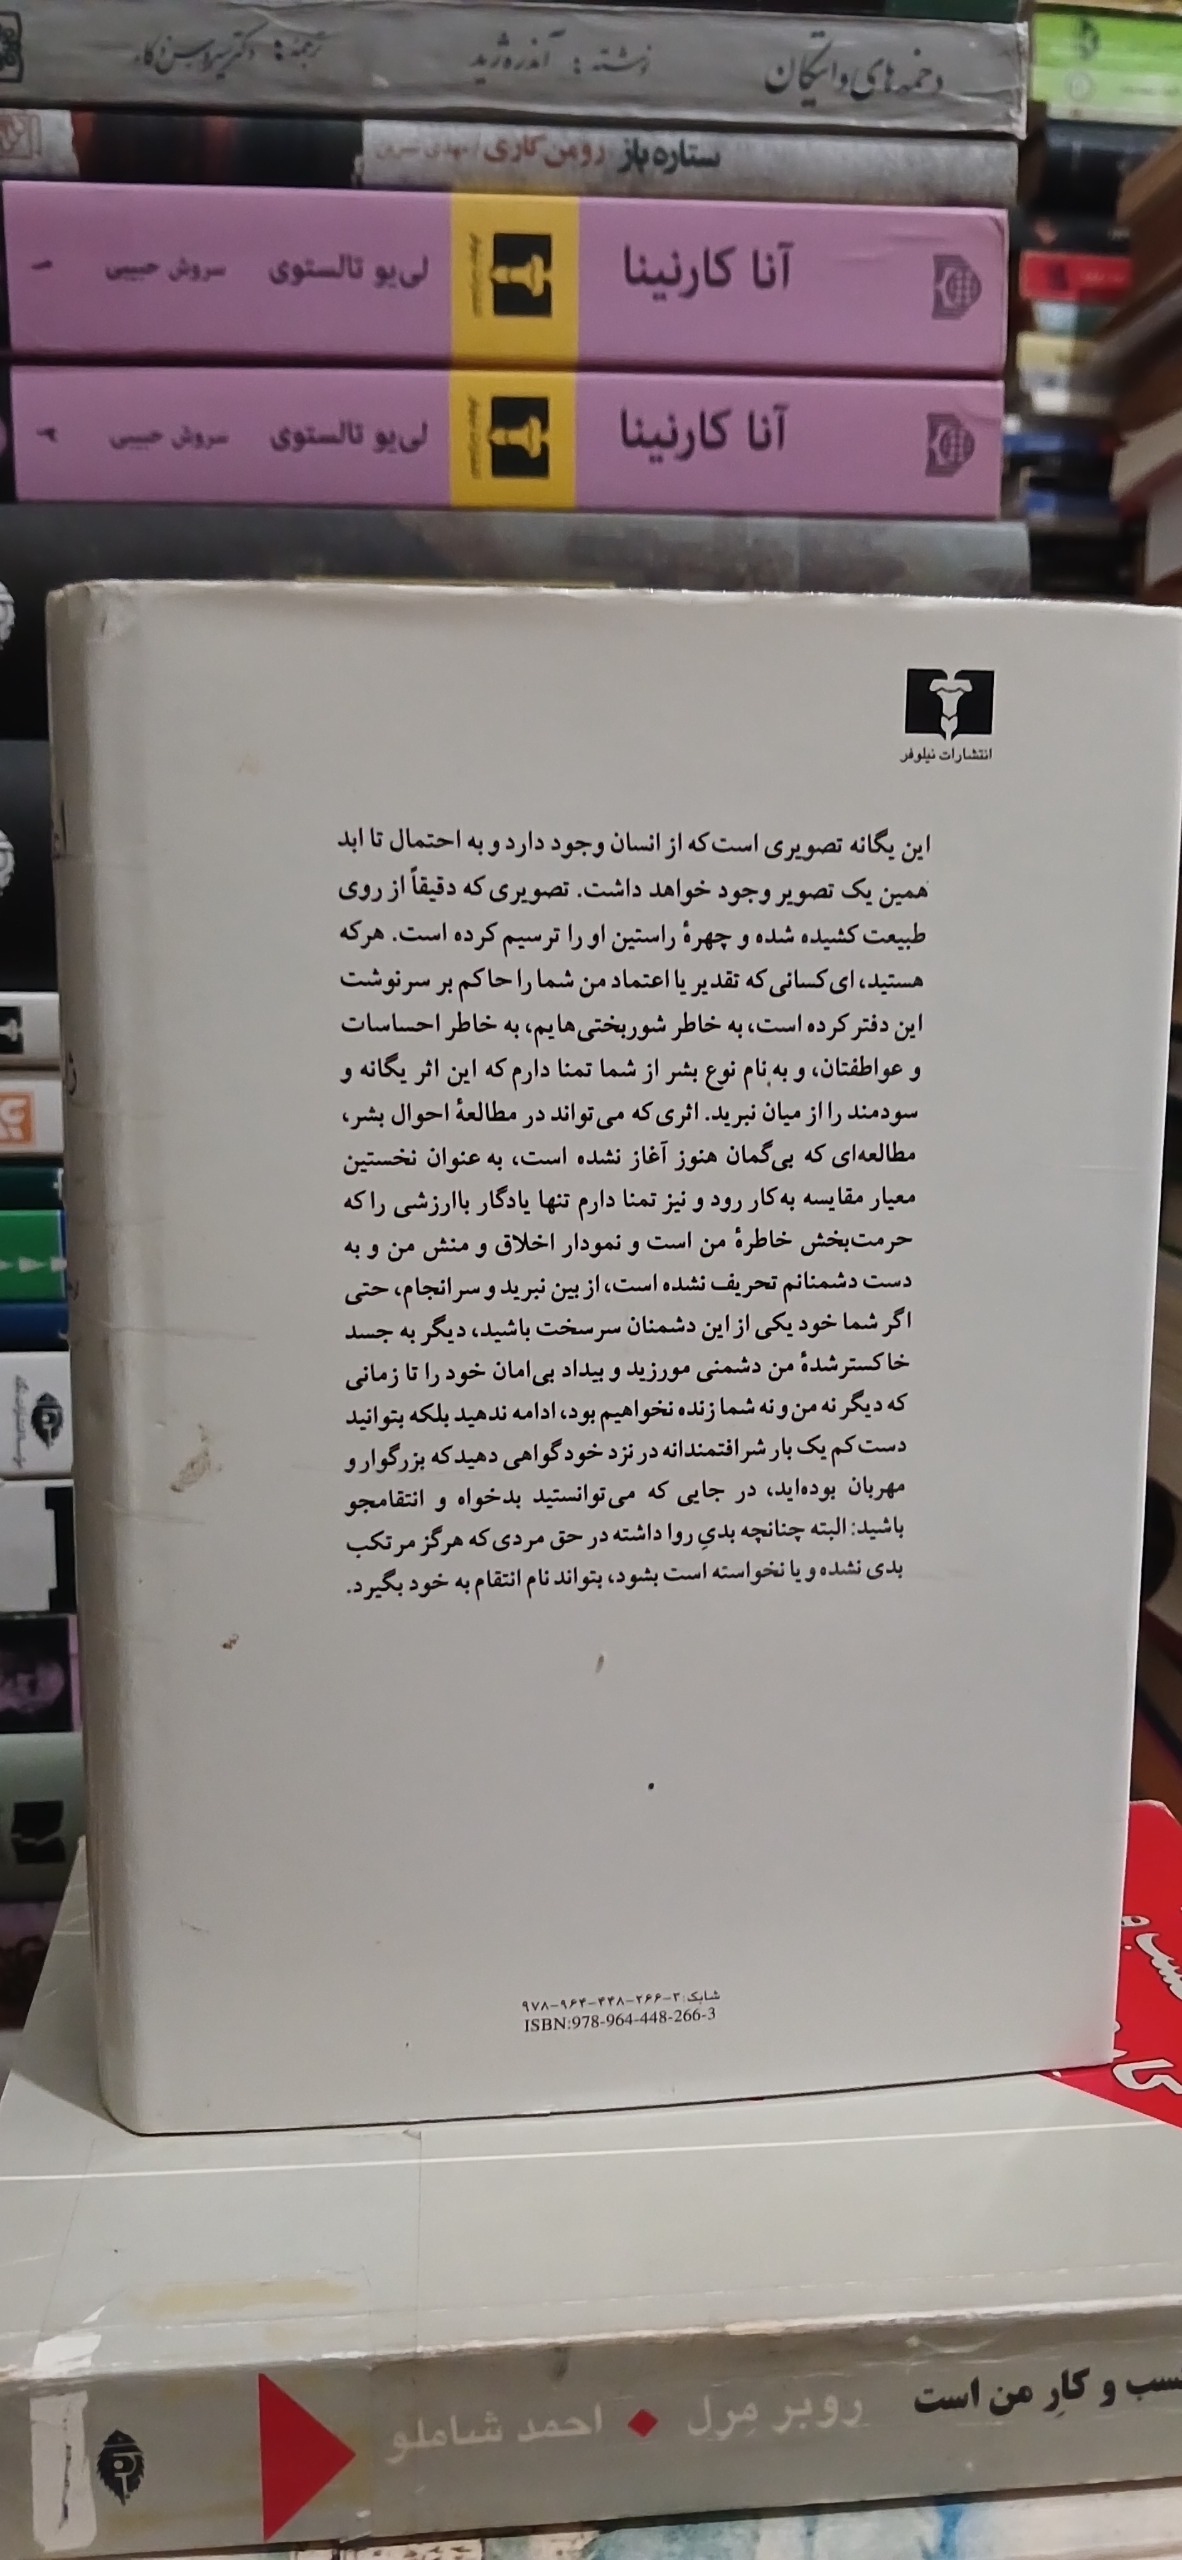 دخمه‌های واتیکان نوشته: آندره ژید ترجمه: دکتر سیروس ذکاء
ستاره‌باز رومن گاری / مهدی
آنا کارنینا لی‌یو تالستوی سروش حبیبی ۱
آنا کارنینا لی‌یو تالستوی سروش حبیبی ۲
انتشارات نیلوفر
این یگانه تصویری است که از انسان وجود دارد و به احتمال تا ابد
همین یک تصویر وجود خواهد داشت. تصویری که دقیقاً از روی
طبیعت کشیده شده و چهرهٔ راستین او را ترسیم کرده است. هرکه
هستید، ای کسانی که تقدیر یا اعتماد من شما را حاکم بر سرنوشت
این دفتر کرده است، به خاطر شوربختی‌هایم، به خاطر احساسات
و عواطفتان، و به نام نوع بشر از شما تمنا دارم که این اثر یگانه و
سودمند را از میان نبرید. اثری که می‌تواند در مطالعهٔ احوال بشر،
مطالعه‌ای که بی‌گمان هنوز آغاز نشده است، به عنوان نخستین
معیار مقایسه به‌کار رود و نیز تمنا دارم تنها یادگار باارزشی را که
حرمت‌بخش خاطرهٔ من است و نمودار اخلاق و منش من و به
دست دشمنانم تحریف نشده است، از بین نبرید و سرانجام، حتی
اگر شما خود یکی از این دشمنان سرسخت باشید، دیگر به جسد
خاکسترشدهٔ من دشمنی مورزید و بیداد بی‌امان خود را تا زمانی
که دیگر نه من و نه شما زنده نخواهیم بود، ادامه ندهید بلکه بتوانید
دست کم یک بار شرافتمندانه در نزد خود گواهی دهید که بزرگوار و
مهربان بوده‌اید، در جایی که می‌توانستید بدخواه و انتقامجو
باشید: البته چنانچه بدیِ روا داشته در حق مردی که هرگز مرتکب
بدی نشده و یا نخواسته است بشود، بتواند نام انتقام به خود بگیرد.
شابک: ۳-۲۶۶-۴۴۸-۹۶۴-۹۷۸
ISBN:978-964-448-266-3
کسب و کارِ من است روبر مِرل احمد شاملو